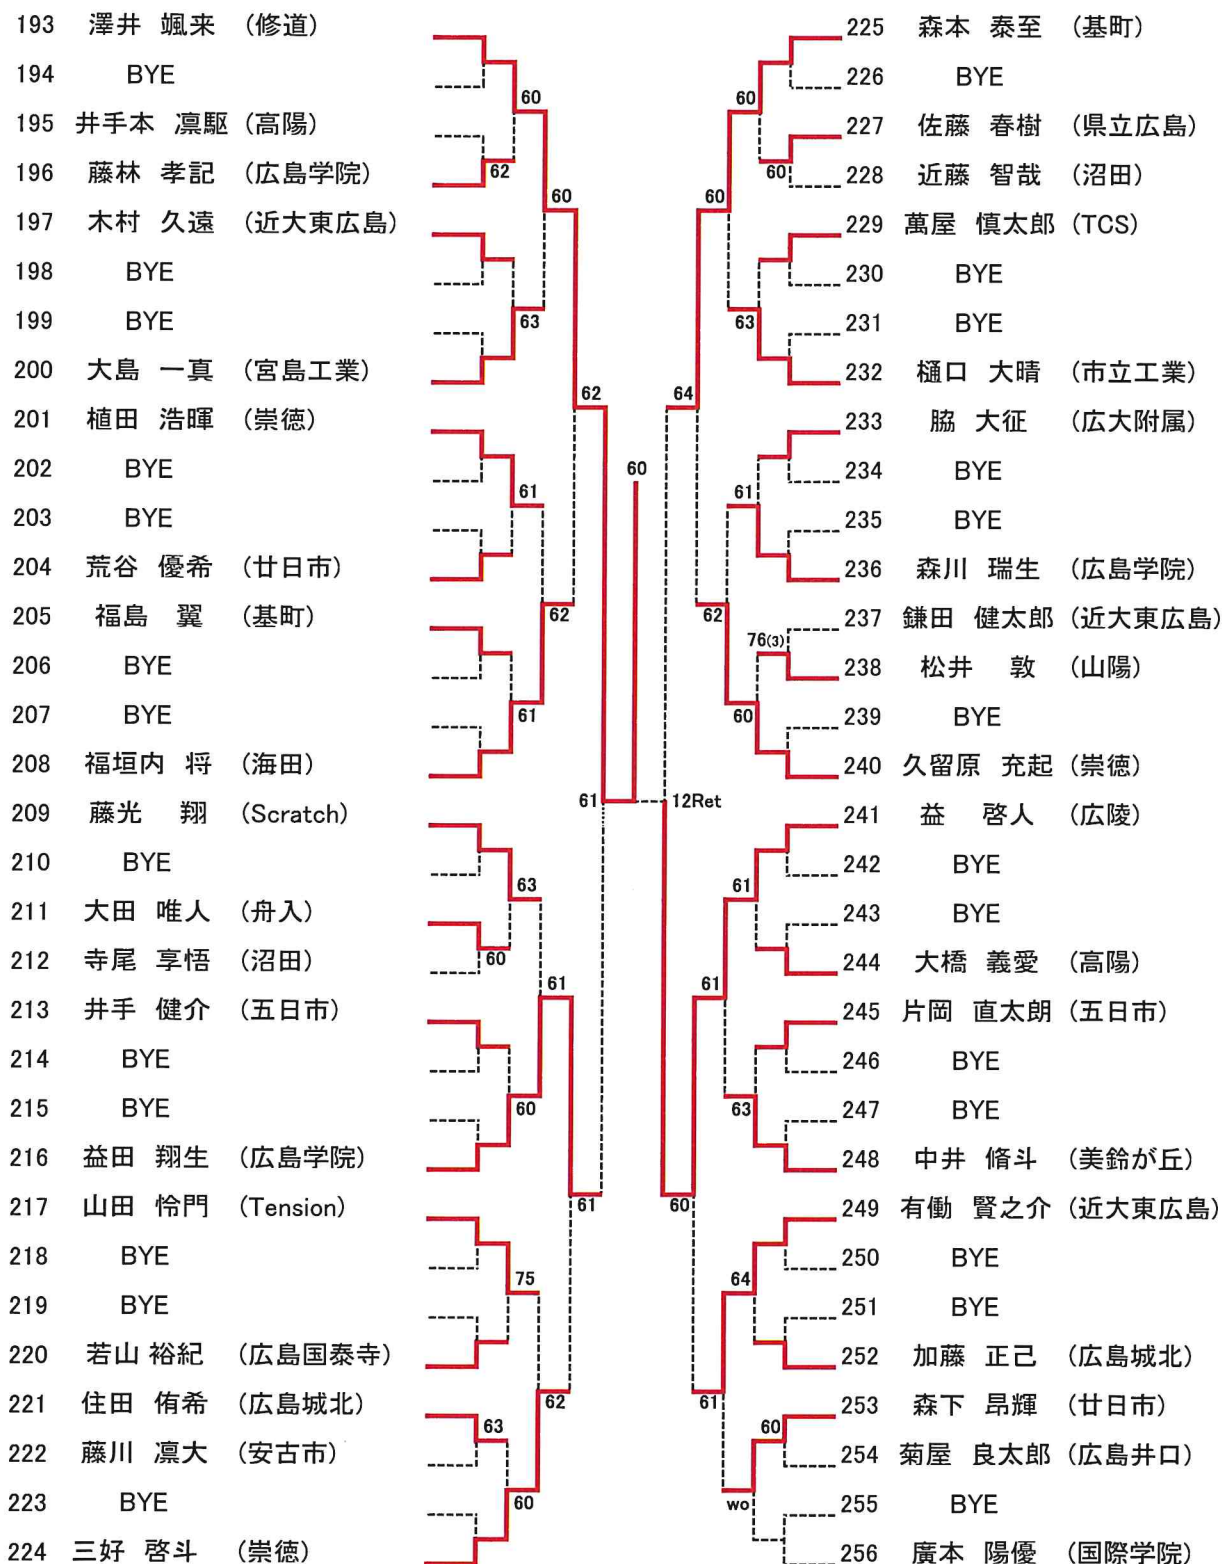 193 澤井 颯来 (修道)
194 BYE
195 井手本 凛駆 (高陽)
196 藤林 孝記 (広島学院)
197 木村 久遠 (近大東広島)
198 BYE
199 BYE
200 大島 一真 (宮島工業)
201 植田 浩暉 (崇徳)
202 BYE
203 BYE
204 荒谷 優希 (廿日市)
205 福島 翼 (基町)
206 BYE
207 BYE
208 福垣内 将 (海田)
209 藤光 翔 (Scratch)
210 BYE
211 大田 唯人 (舟入)
212 寺尾 享悟 (沼田)
213 井手 健介 (五日市)
214 BYE
215 BYE
216 益田 翔生 (広島学院)
217 山田 怜門 (Tension)
218 BYE
219 BYE
220 若山 裕紀 (広島国泰寺)
221 住田 侑希 (広島城北)
222 藤川 凛大 (安古市)
223 BYE
224 三好 啓斗 (崇徳)
60
62
60
63
62
61
62
61
61
63
60
61
60
61
75
63
62
60
60
12Ret
60
60
60
63
64
61
62
76(3)
60
61
61
63
60
64
61
60
wo
225 森本 泰至 (基町)
226 BYE
227 佐藤 春樹 (県立広島)
228 近藤 智哉 (沼田)
229 萬屋 慎太郎 (TCS)
230 BYE
231 BYE
232 樋口 大晴 (市立工業)
233 脇 大征 (広大附属)
234 BYE
235 BYE
236 森川 瑞生 (広島学院)
237 鎌田 健太郎 (近大東広島)
238 松井 敦 (山陽)
239 BYE
240 久留原 充起 (崇徳)
241 益 啓人 (広陵)
242 BYE
243 BYE
244 大橋 義愛 (高陽)
245 片岡 直太朗 (五日市)
246 BYE
247 BYE
248 中井 脩斗 (美鈴が丘)
249 有働 賢之介 (近大東広島)
250 BYE
251 BYE
252 加藤 正己 (広島城北)
253 森下 昂輝 (廿日市)
254 菊屋 良太郎 (広島井口)
255 BYE
256 廣本 陽優 (国際学院)